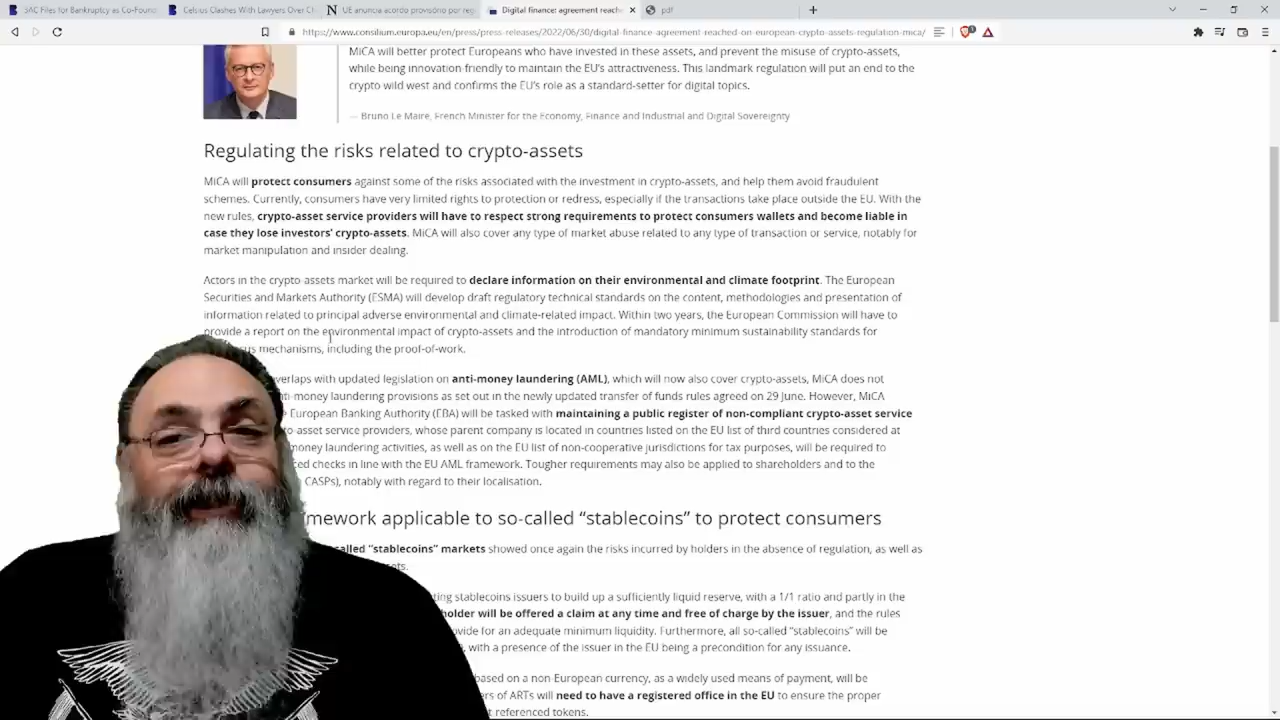 3AC Files for Bankruptcy as Co-Foun
Celsius Clashes With Lawyers Over Ch
UE anuncia acordo provisório por reg
Digital finance: agreement reache
pdf
https://www.consilium.europa.eu/en/press/press-releases/2022/06/30/digital-finance-agreement-reached-on-european-crypto-assets-regulation-mica/
MiCA will better protect Europeans who have invested in these assets, and prevent the misuse of crypto-assets,
while being innovation-friendly to maintain the EU's attractiveness. This landmark regulation will put an end to the
crypto wild west and confirms the EU's role as a standard-setter for digital topics.
— Bruno Le Maire, French Minister for the Economy, Finance and Industrial and Digital Sovereignty
Regulating the risks related to crypto-assets
MiCA will protect consumers against some of the risks associated with the investment in crypto-assets, and help them avoid fraudulent
schemes. Currently, consumers have very limited rights to protection or redress, especially if the transactions take place outside the EU. With the
new rules, crypto-asset service providers will have to respect strong requirements to protect consumers wallets and become liable in
case they lose investors' crypto-assets. MiCA will also cover any type of market abuse related to any type of transaction or service, notably for
market manipulation and insider dealing.
Actors in the crypto-assets market will be required to declare information on their environmental and climate footprint. The European
Securities and Markets Authority (ESMA) will develop draft regulatory technical standards on the content, methodologies and presentation of
information related to principal adverse environmental and climate-related impact. Within two years, the European Commission will have to
provide a report on the environmental impact of crypto-assets and the introduction of mandatory minimum sustainability standards for
mechanisms, including the proof-of-work.
overlaps with updated legislation on anti-money laundering (AML), which will now also cover crypto-assets, MiCA does not
anti-money laundering provisions as set out in the newly updated transfer of funds rules agreed on 29 June. However, MiCA
European Banking Authority (EBA) will be tasked with maintaining a public register of non-compliant crypto-asset service
asset service providers, whose parent company is located in countries listed on the EU list of third countries considered at
money laundering activities, as well as on the EU list of non-cooperative jurisdictions for tax purposes, will be required to
checks in line with the EU AML framework. Tougher requirements may also be applied to shareholders and to the
CASPs), notably with regard to their localisation.
mework applicable to so-called “stablecoins” to protect consumers
called “stablecoins” markets showed once again the risks incurred by holders in the absence of regulation, as well as
ting stablecoins issuers to build up a sufficiently liquid reserve, with a 1/1 ratio and partly in the
holder will be offered a claim at any time and free of charge by the issuer, and the rules
ovide for an adequate minimum liquidity. Furthermore, all so-called “stablecoins” will be
, with a presence of the issuer in the EU being a precondition for any issuance.
based on a non-European currency, as a widely used means of payment, will be
ers of ARTs will need to have a registered office in the EU to ensure the proper
referenced tokens.